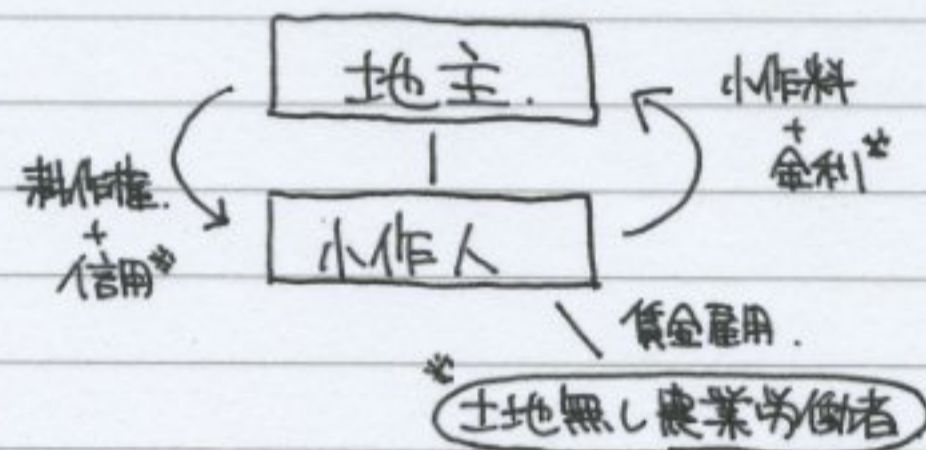 地主.
小作料
+
金利*
耕作権.
+
信用*
小作人
賃金雇用.
*土地無し農業労働者